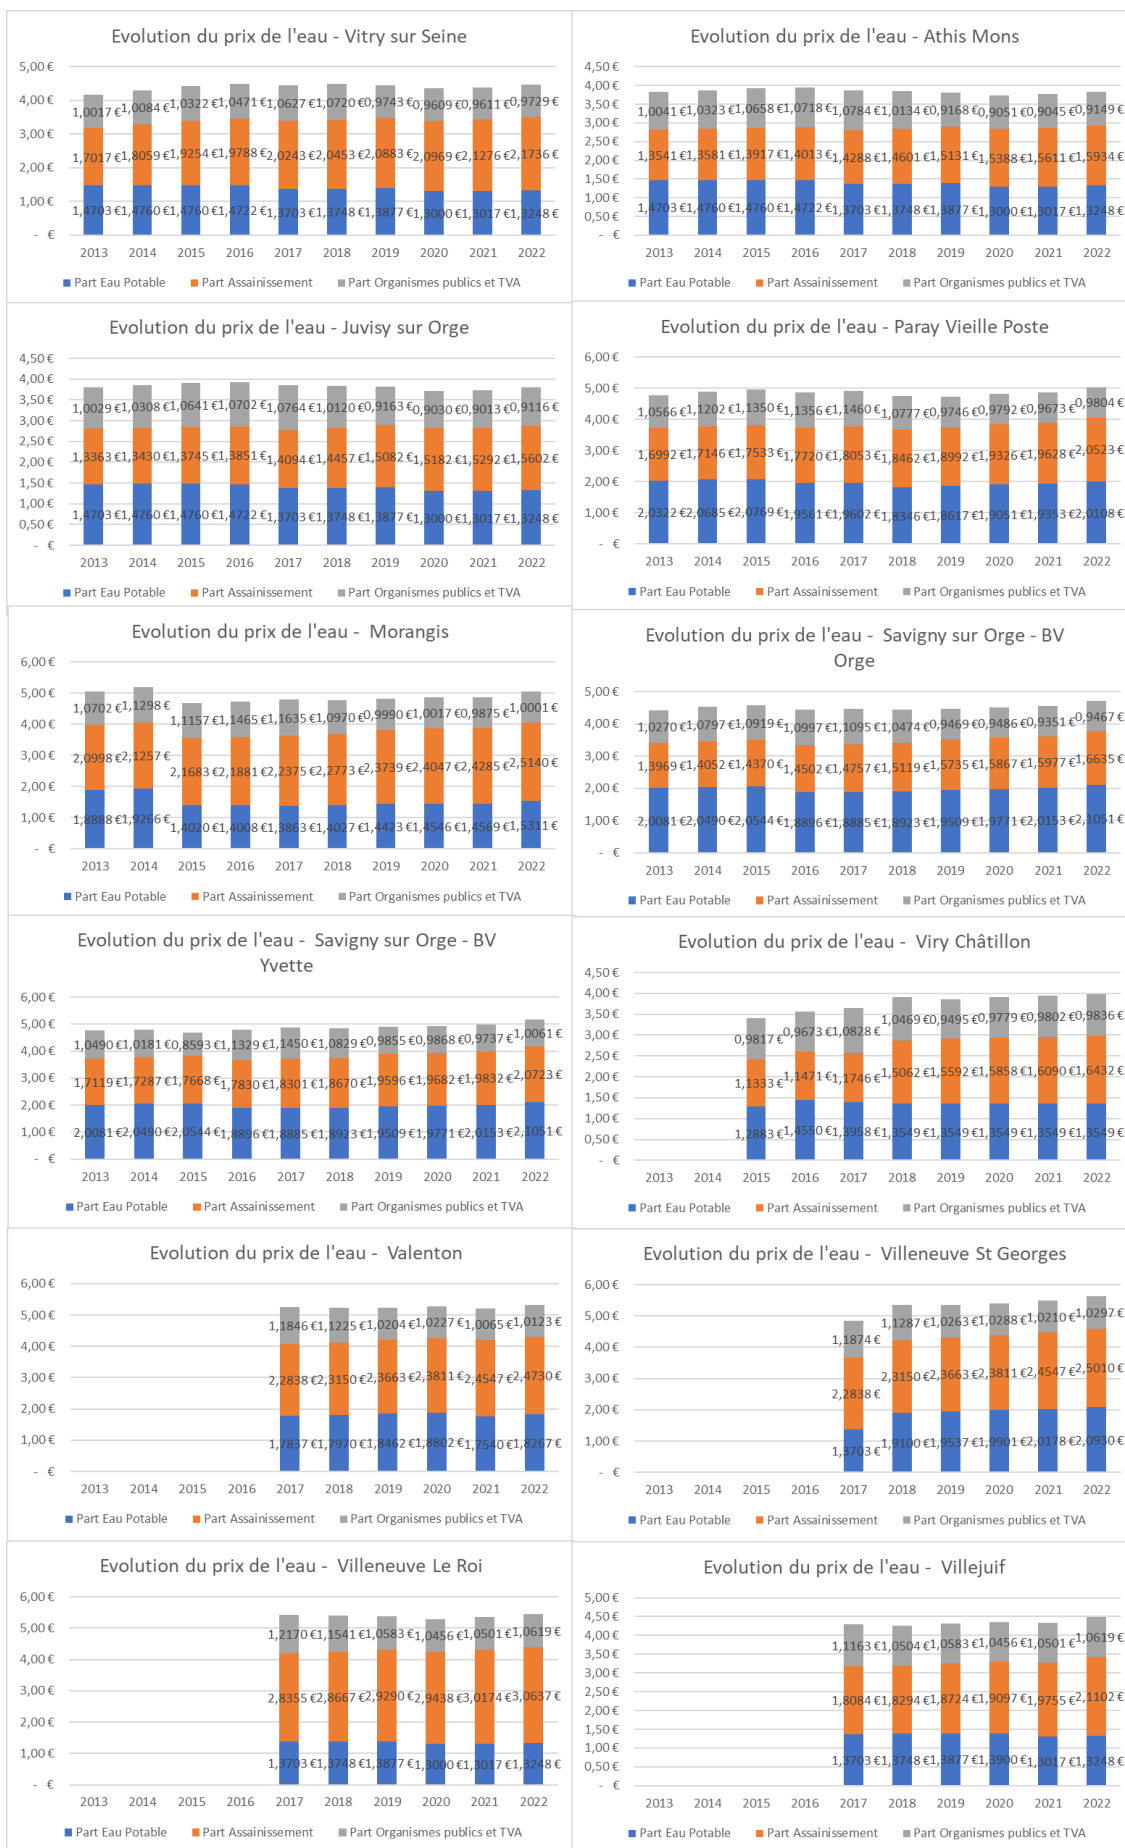 Evolution du prix de l'eau - Vitry sur Seine
5,00 €
4,00 €
3,00 €
2,00 €
1,00 €
- €
1,0017 € 1,0084 € 1,0322 € 1,0471 € 1,0627 € 1,0720 € 0,9743 € 0,9609 € 0,9611 € 0,9729 €
1,7017 € 1,8059 € 1,9254 € 1,9788 € 2,0243 € 2,0453 € 2,0883 € 2,0969 € 2,1276 € 2,1736 €
1,4703 € 1,4760 € 1,4760 € 1,4722 € 1,3703 € 1,3748 € 1,3877 € 1,3000 € 1,3017 € 1,3248 €
2013 2014 2015 2016 2017 2018 2019 2020 2021 2022
Part Eau Potable Part Assainissement Part Organismes publics et TVA
Evolution du prix de l'eau - Athis Mons
4,50 €
4,00 €
3,50 €
3,00 €
2,50 €
2,00 €
1,50 €
1,00 €
0,50 €
- €
1,0041 € 1,0323 € 1,0658 € 1,0718 € 1,0784 € 1,0134 € 0,9168 € 0,9051 € 0,9045 € 0,9149 €
1,3541 € 1,3581 € 1,3917 € 1,4013 € 1,4288 € 1,4601 € 1,5131 € 1,5388 € 1,5611 € 1,5934 €
1,4703 € 1,4760 € 1,4760 € 1,4722 € 1,3703 € 1,3748 € 1,3877 € 1,3000 € 1,3017 € 1,3248 €
2013 2014 2015 2016 2017 2018 2019 2020 2021 2022
Part Eau Potable Part Assainissement Part Organismes publics et TVA
Evolution du prix de l'eau - Juvisy sur Orge
4,50 €
4,00 €
3,50 €
3,00 €
2,50 €
2,00 €
1,50 €
1,00 €
0,50 €
- €
1,0029 € 1,0308 € 1,0641 € 1,0702 € 1,0764 € 1,0120 € 0,9163 € 0,9030 € 0,9013 € 0,9116 €
1,3363 € 1,3430 € 1,3745 € 1,3851 € 1,4094 € 1,4457 € 1,5082 € 1,5182 € 1,5292 € 1,5602 €
1,4703 € 1,4760 € 1,4760 € 1,4722 € 1,3703 € 1,3748 € 1,3877 € 1,3000 € 1,3017 € 1,3248 €
2013 2014 2015 2016 2017 2018 2019 2020 2021 2022
Part Eau Potable Part Assainissement Part Organismes publics et TVA
Evolution du prix de l'eau - Paray Vieille Poste
6,00 €
5,00 €
4,00 €
3,00 €
2,00 €
1,00 €
- €
1,0566 € 1,1202 € 1,1350 € 1,1356 € 1,1460 € 1,0777 € 0,9746 € 0,9792 € 0,9673 € 0,9804 €
1,6992 € 1,7146 € 1,7533 € 1,7720 € 1,8053 € 1,8462 € 1,8992 € 1,9326 € 1,9628 € 2,0523 €
2,0322 € 2,0685 € 2,0769 € 1,9561 € 1,9602 € 1,8346 € 1,8617 € 1,9051 € 1,9353 € 2,0108 €
2013 2014 2015 2016 2017 2018 2019 2020 2021 2022
Part Eau Potable Part Assainissement Part Organismes publics et TVA
Evolution du prix de l'eau - Morangis
6,00 €
5,00 €
4,00 €
3,00 €
2,00 €
1,00 €
- €
1,0702 € 1,1298 € 1,1157 € 1,1465 € 1,1635 € 1,0970 € 0,9990 € 1,0017 € 0,9875 € 1,0001 €
2,0998 € 2,1257 € 2,1683 € 2,1881 € 2,2375 € 2,2773 € 2,3739 € 2,4047 € 2,4285 € 2,5140 €
1,8888 € 1,9266 € 1,4020 € 1,4008 € 1,3863 € 1,4027 € 1,4423 € 1,4546 € 1,4569 € 1,5311 €
2013 2014 2015 2016 2017 2018 2019 2020 2021 2022
Part Eau Potable Part Assainissement Part Organismes publics et TVA
Evolution du prix de l'eau - Savigny sur Orge - BV
Orge
5,00 €
4,00 €
3,00 €
2,00 €
1,00 €
- €
1,0270 € 1,0797 € 1,0919 € 1,0997 € 1,1095 € 1,0474 € 0,9469 € 0,9486 € 0,9351 € 0,9467 €
1,3969 € 1,4052 € 1,4370 € 1,4502 € 1,4757 € 1,5119 € 1,5735 € 1,5867 € 1,5977 € 1,6635 €
2,0081 € 2,0490 € 2,0544 € 1,8896 € 1,8885 € 1,8923 € 1,9509 € 1,9771 € 2,0153 € 2,1051 €
2013 2014 2015 2016 2017 2018 2019 2020 2021 2022
Part Eau Potable Part Assainissement Part Organismes publics et TVA
Evolution du prix de l'eau - Savigny sur Orge - BV
Yvette
6,00 €
5,00 €
4,00 €
3,00 €
2,00 €
1,00 €
- €
1,0490 € 1,0181 € 0,8593 € 1,1329 € 1,1450 € 1,0829 € 0,9855 € 0,9868 € 0,9737 € 1,0061 €
1,7119 € 1,7287 € 1,7668 € 1,7830 € 1,8301 € 1,8670 € 1,9596 € 1,9682 € 1,9832 € 2,0723 €
2,0081 € 2,0490 € 2,0544 € 1,8896 € 1,8885 € 1,8923 € 1,9509 € 1,9771 € 2,0153 € 2,1051 €
2013 2014 2015 2016 2017 2018 2019 2020 2021 2022
Part Eau Potable Part Assainissement Part Organismes publics et TVA
Evolution du prix de l'eau - Viry Châtillon
4,50 €
4,00 €
3,50 €
3,00 €
2,50 €
2,00 €
1,50 €
1,00 €
0,50 €
- €
0,9817 € 0,9673 € 1,0828 € 1,0469 € 0,9495 € 0,9779 € 0,9802 € 0,9836 €
1,1333 € 1,1471 € 1,1746 € 1,5062 € 1,5592 € 1,5858 € 1,6090 € 1,6432 €
1,2883 € 1,4550 € 1,3958 € 1,3549 € 1,3549 € 1,3549 € 1,3549 € 1,3549 €
2013 2014 2015 2016 2017 2018 2019 2020 2021 2022
Part Eau Potable Part Assainissement Part Organismes publics et TVA
Evolution du prix de l'eau - Valenton
6,00 €
5,00 €
4,00 €
3,00 €
2,00 €
1,00 €
- €
1,1846 € 1,1225 € 1,0204 € 1,0227 € 1,0065 € 1,0123 €
2,2838 € 2,3150 € 2,3663 € 2,3811 € 2,4547 € 2,4730 €
1,7837 € 1,7970 € 1,8462 € 1,8802 € 1,7540 € 1,8267 €
2013 2014 2015 2016 2017 2018 2019 2020 2021 2022
Part Eau Potable Part Assainissement Part Organismes publics et TVA
Evolution du prix de l'eau - Villeneuve St Georges
6,00 €
5,00 €
4,00 €
3,00 €
2,00 €
1,00 €
- €
1,1874 € 1,1287 € 1,0263 € 1,0288 € 1,0210 € 1,0297 €
2,2838 € 2,3150 € 2,3663 € 2,3811 € 2,4547 € 2,5010 €
1,3703 € 1,9100 € 1,9537 € 1,9901 € 2,0178 € 2,0930 €
2013 2014 2015 2016 2017 2018 2019 2020 2021 2022
Part Eau Potable Part Assainissement Part Organismes publics et TVA
Evolution du prix de l'eau - Villeneuve Le Roi
6,00 €
5,00 €
4,00 €
3,00 €
2,00 €
1,00 €
- €
1,2170 € 1,1541 € 1,0583 € 1,0456 € 1,0501 € 1,0619 €
2,8355 € 2,8667 € 2,9290 € 2,9438 € 3,0174 € 3,0637 €
1,3703 € 1,3748 € 1,3877 € 1,3000 € 1,3017 € 1,3248 €
2013 2014 2015 2016 2017 2018 2019 2020 2021 2022
Part Eau Potable Part Assainissement Part Organismes publics et TVA
Evolution du prix de l'eau - Villejuif
5,00 €
4,50 €
4,00 €
3,50 €
3,00 €
2,50 €
2,00 €
1,50 €
1,00 €
0,50 €
- €
1,1163 € 1,0504 € 1,0583 € 1,0456 € 1,0501 € 1,0619 €
1,8084 € 1,8294 € 1,8724 € 1,9097 € 1,9755 € 2,1102 €
1,3703 € 1,3748 € 1,3877 € 1,3900 € 1,3017 € 1,3248 €
2013 2014 2015 2016 2017 2018 2019 2020 2021 2022
Part Eau Potable Part Assainissement Part Organismes publics et TVA